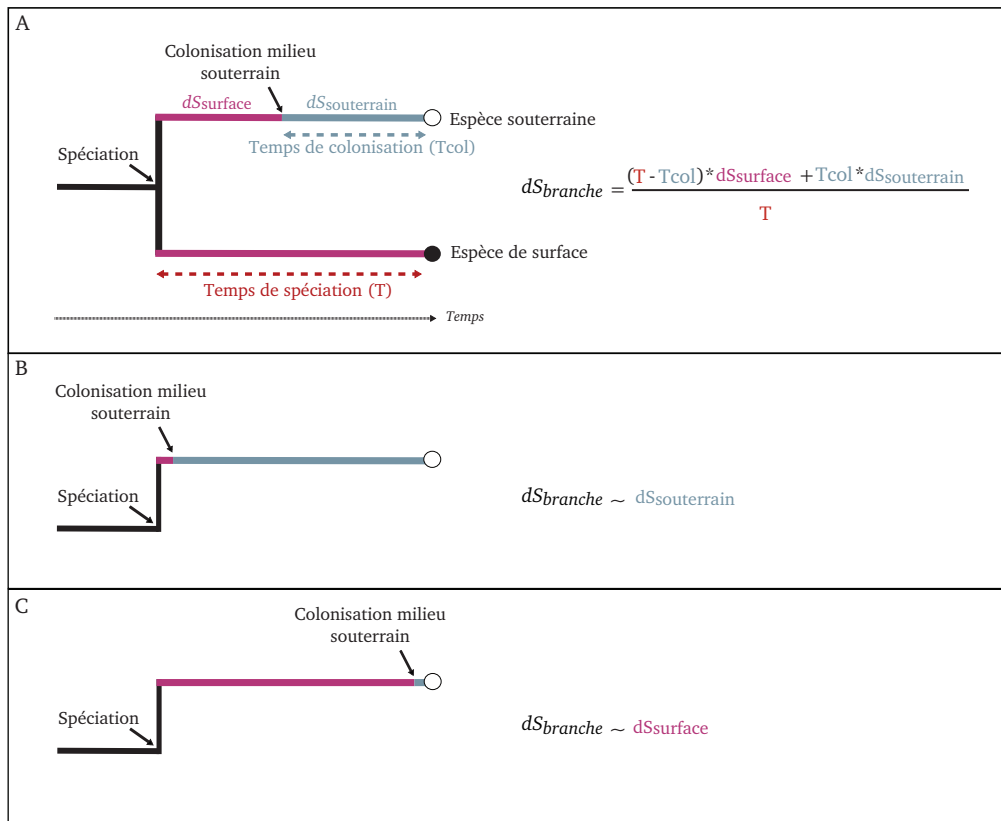 A
Colonisation milieu
souterrain
dSsurface
dSsouterrain
Espèce souterraine
Temps de colonisation (Tcol)
Spéciation
dSbranche = (T - Tcol)*dSsurface +Tcol*dSsouterrain
T
Espèce de surface
Temps de spéciation (T)
Temps
B
Colonisation milieu
souterrain
Spéciation
dSbranche ~ dSsouterrain
C
Colonisation milieu
souterrain
Spéciation
dSbranche ~ dSsurface